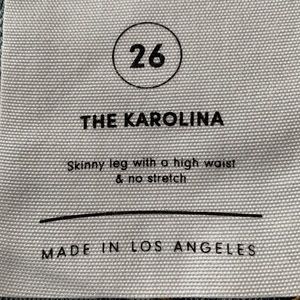 26
THE KAROLINA
Skinny leg with a high waist
& no stretch
MADE IN LOS ANGELES